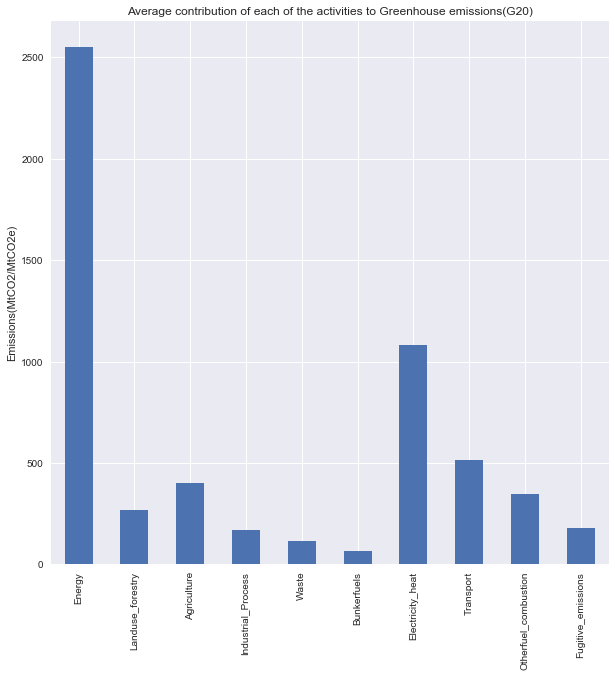 Average contribution of each of the activities to Greenhouse emissions(G20)
Emissions(MtCO2/MtCO2e)
2500
2000
1500
1000
500
0
Energy
Landuse_forestry
Agriculture
Industrial_Process
Waste
Bunkerfuels
Electricity_heat
Transport
Otherfuel_combustion
Fugitive_emissions